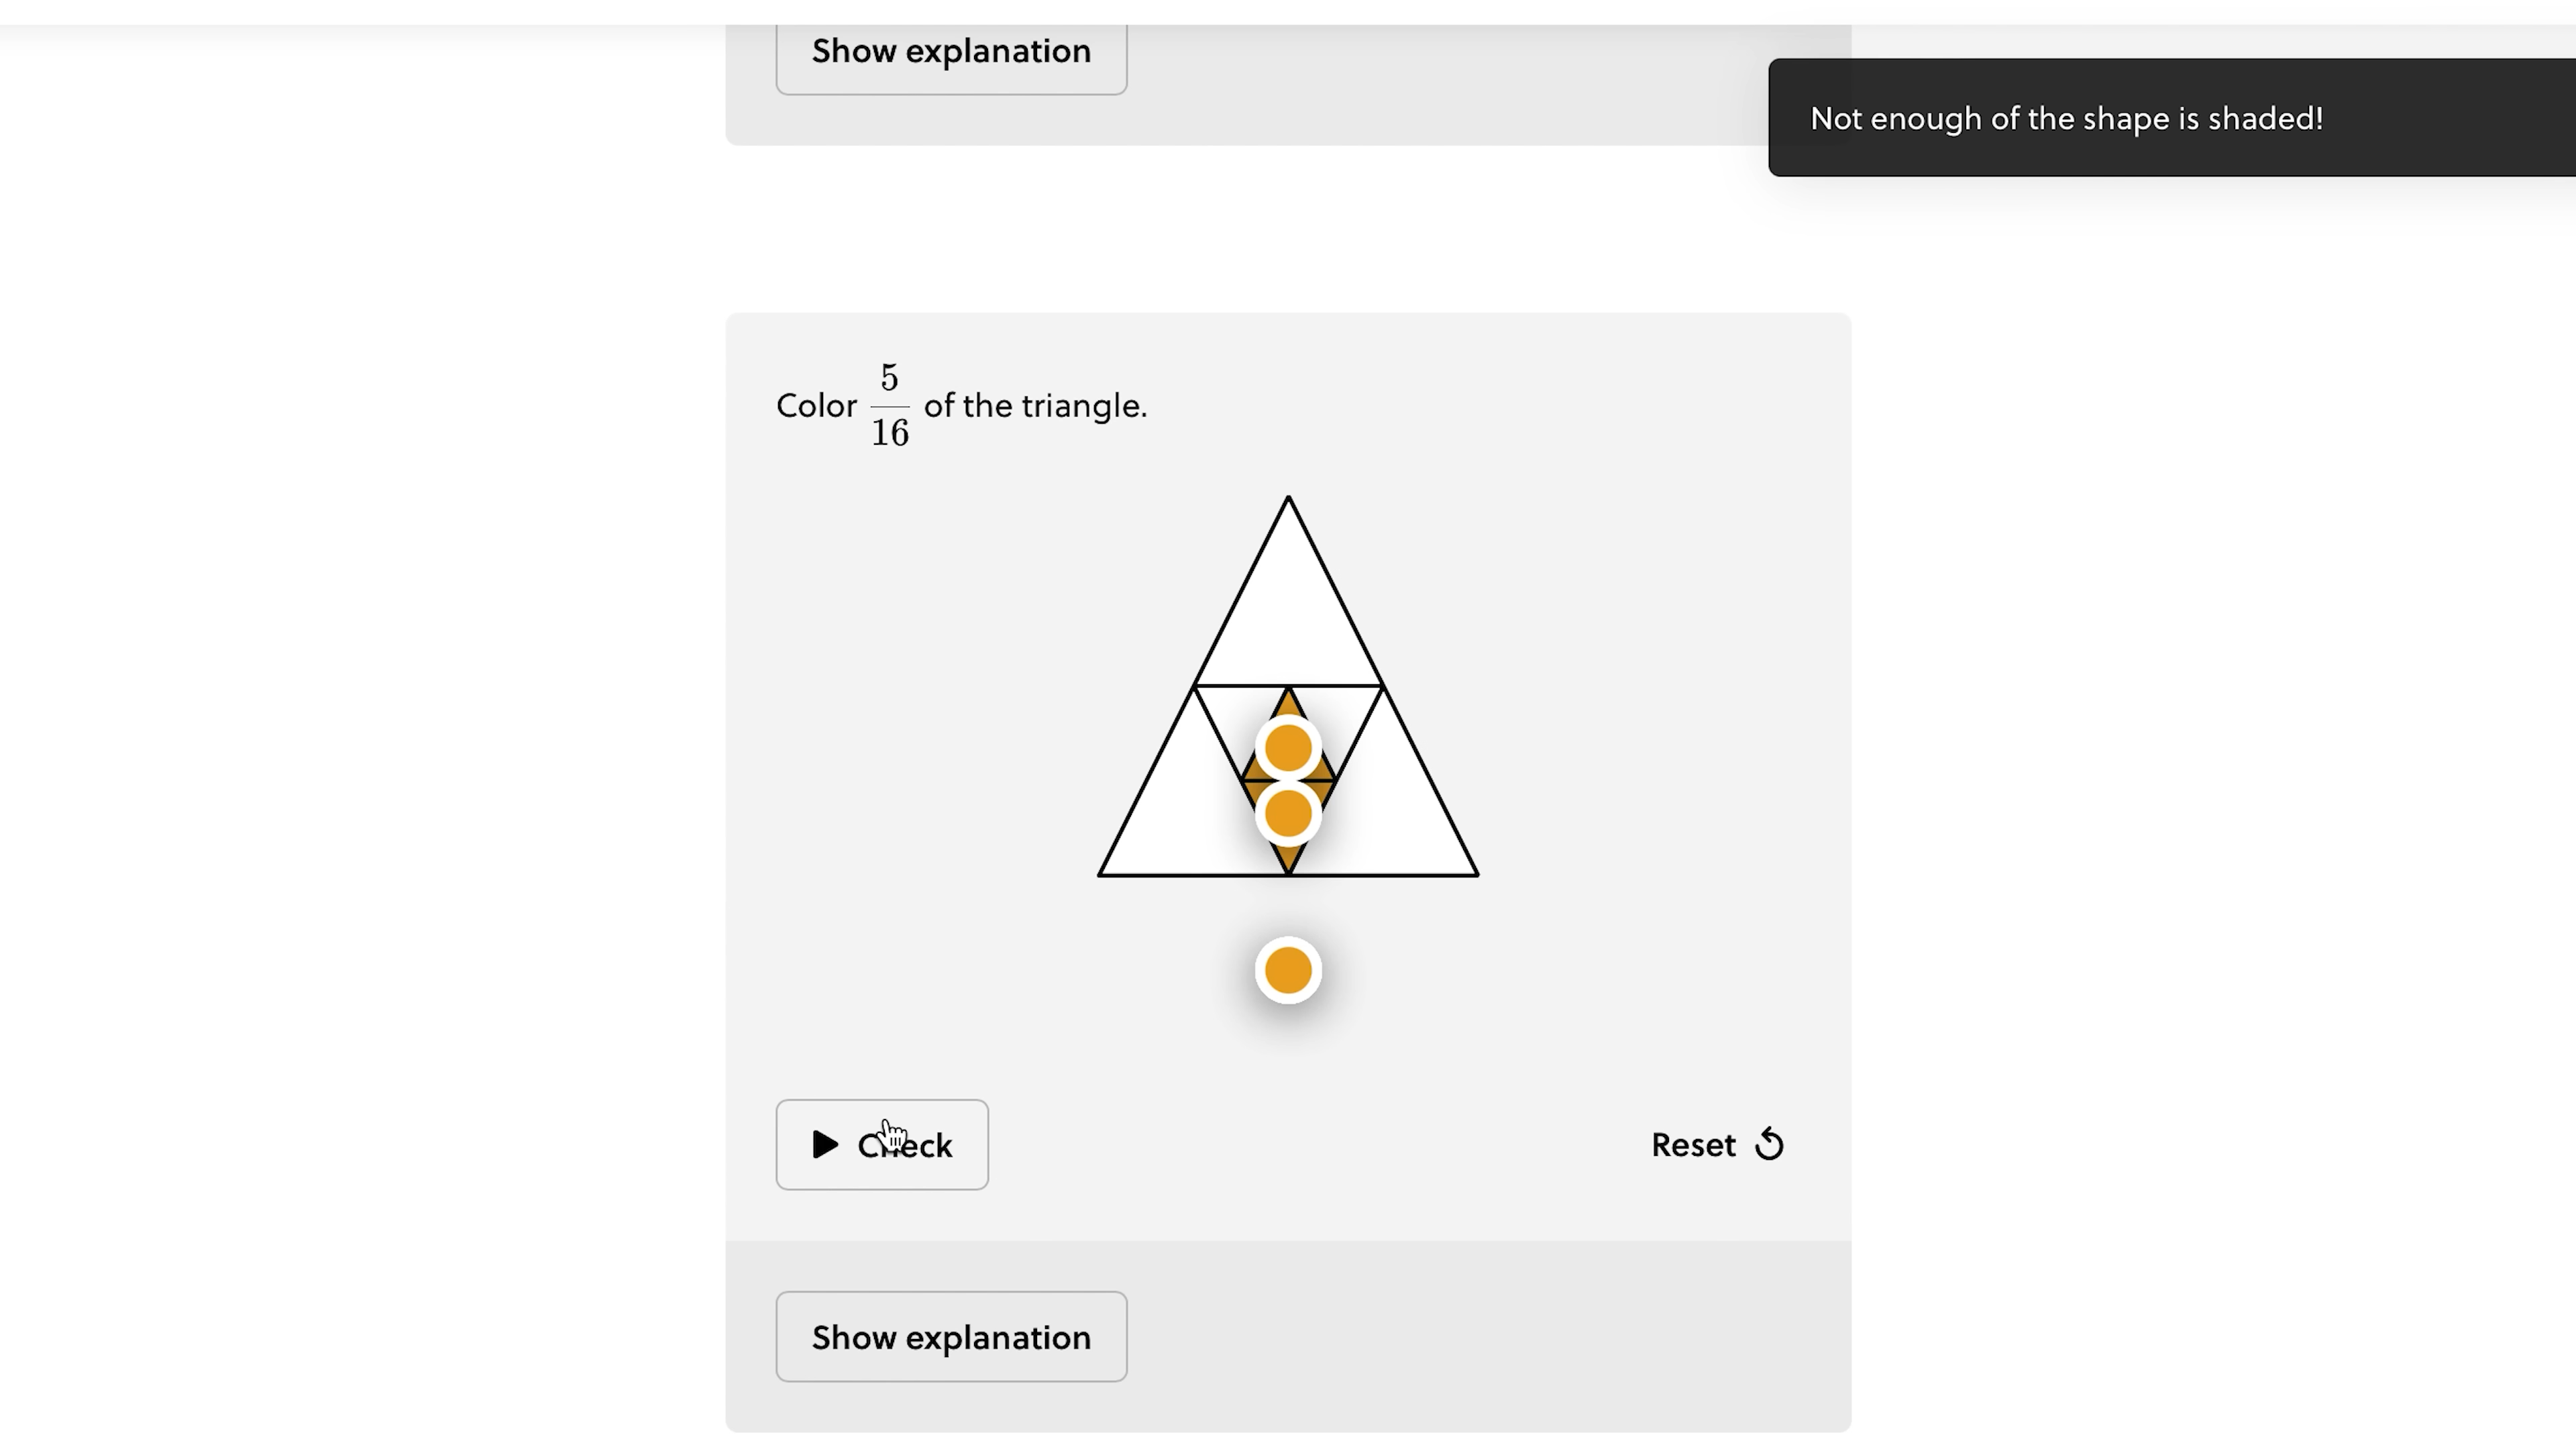 Show explanation
Not enough of the shape is shaded!
Color 5/16 of the triangle.
Check
Reset
Show explanation